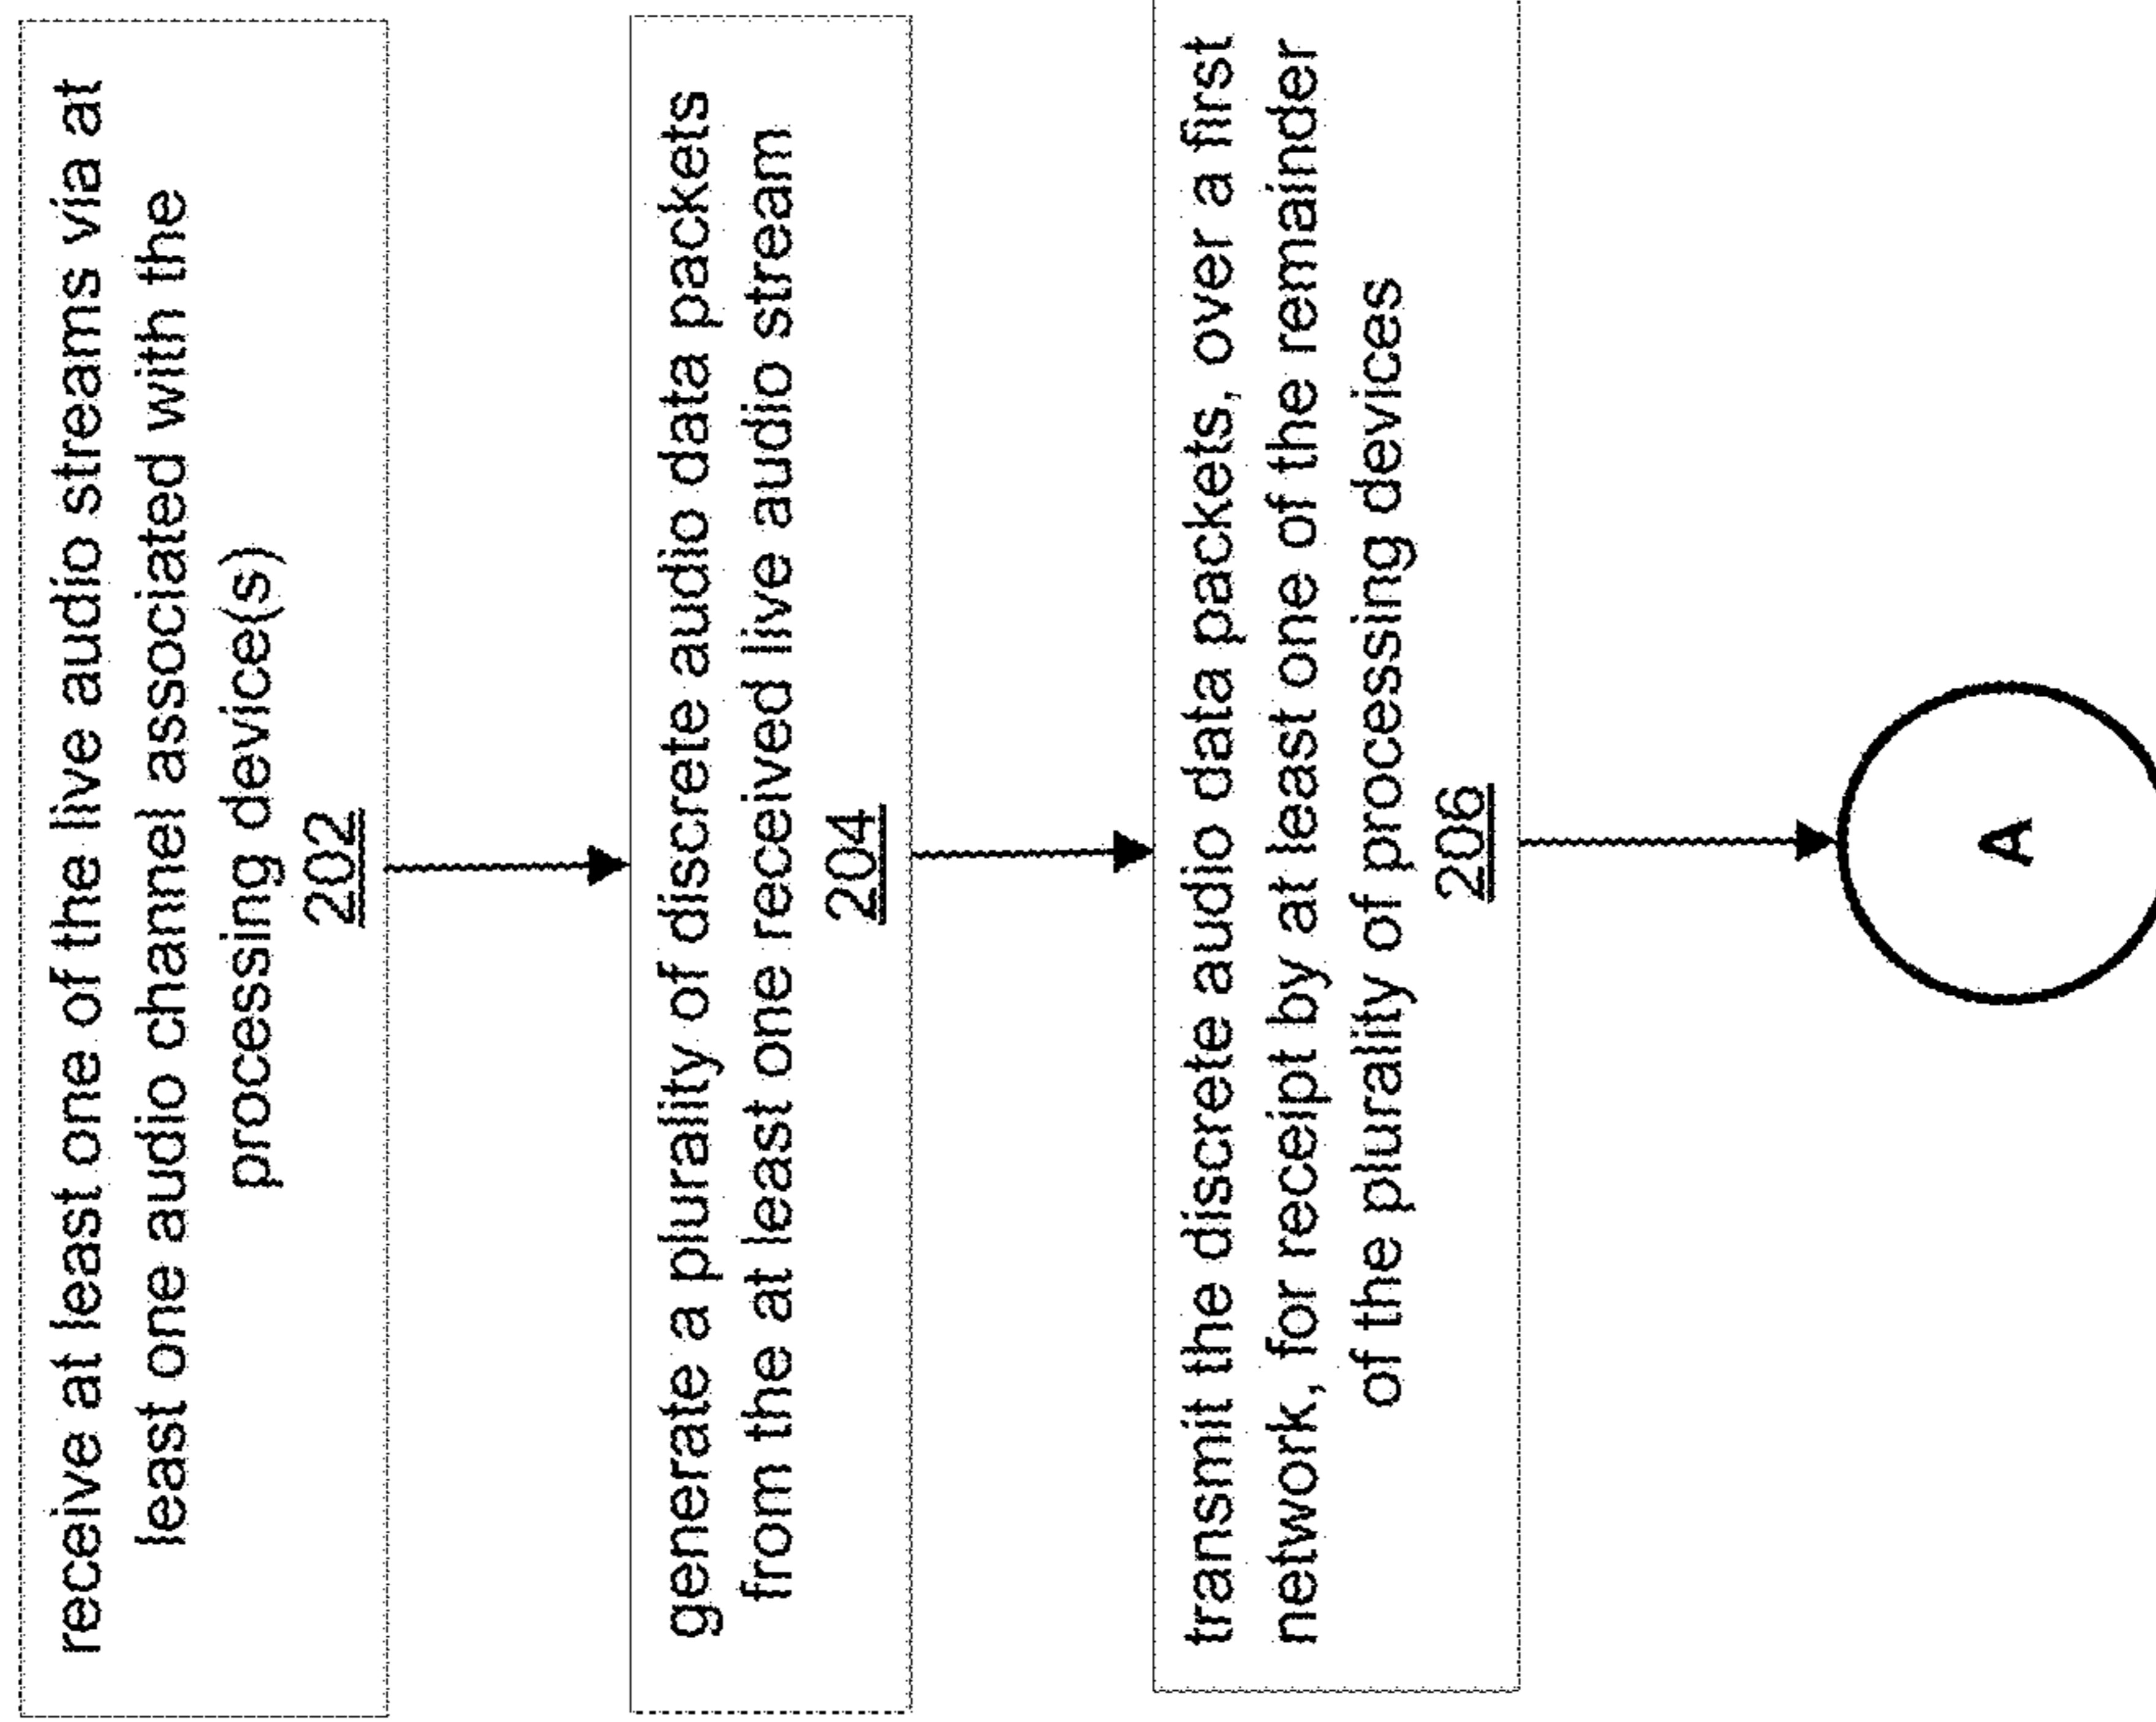 receive at least one of the live audio streams via at
least one audio channel associated with the
processing device(s)
202
generate a plurality of discrete audio data packets
from the at least one received live audio stream
204
transmit the discrete audio data packets, over a first
network, for receipt by at least one of the remainder
of the plurality of processing devices
206
A